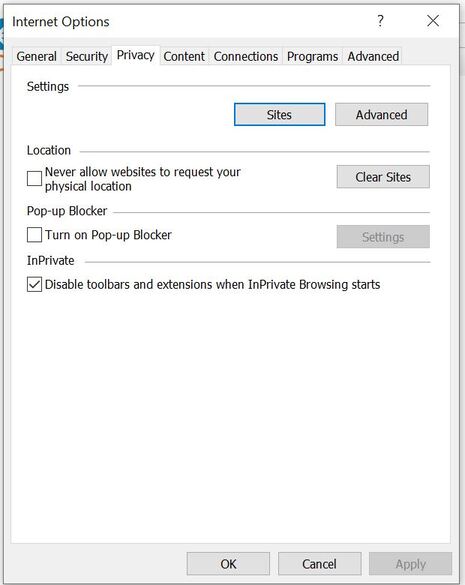 Internet Options
?
General Security Privacy Content Connections Programs Advanced
Settings
Sites Advanced
Location
Never allow websites to request your
physical location
Clear Sites
Pop-up Blocker
Turn on Pop-up Blocker
Settings
InPrivate
Disable toolbars and extensions when InPrivate Browsing starts
OK Cancel Apply